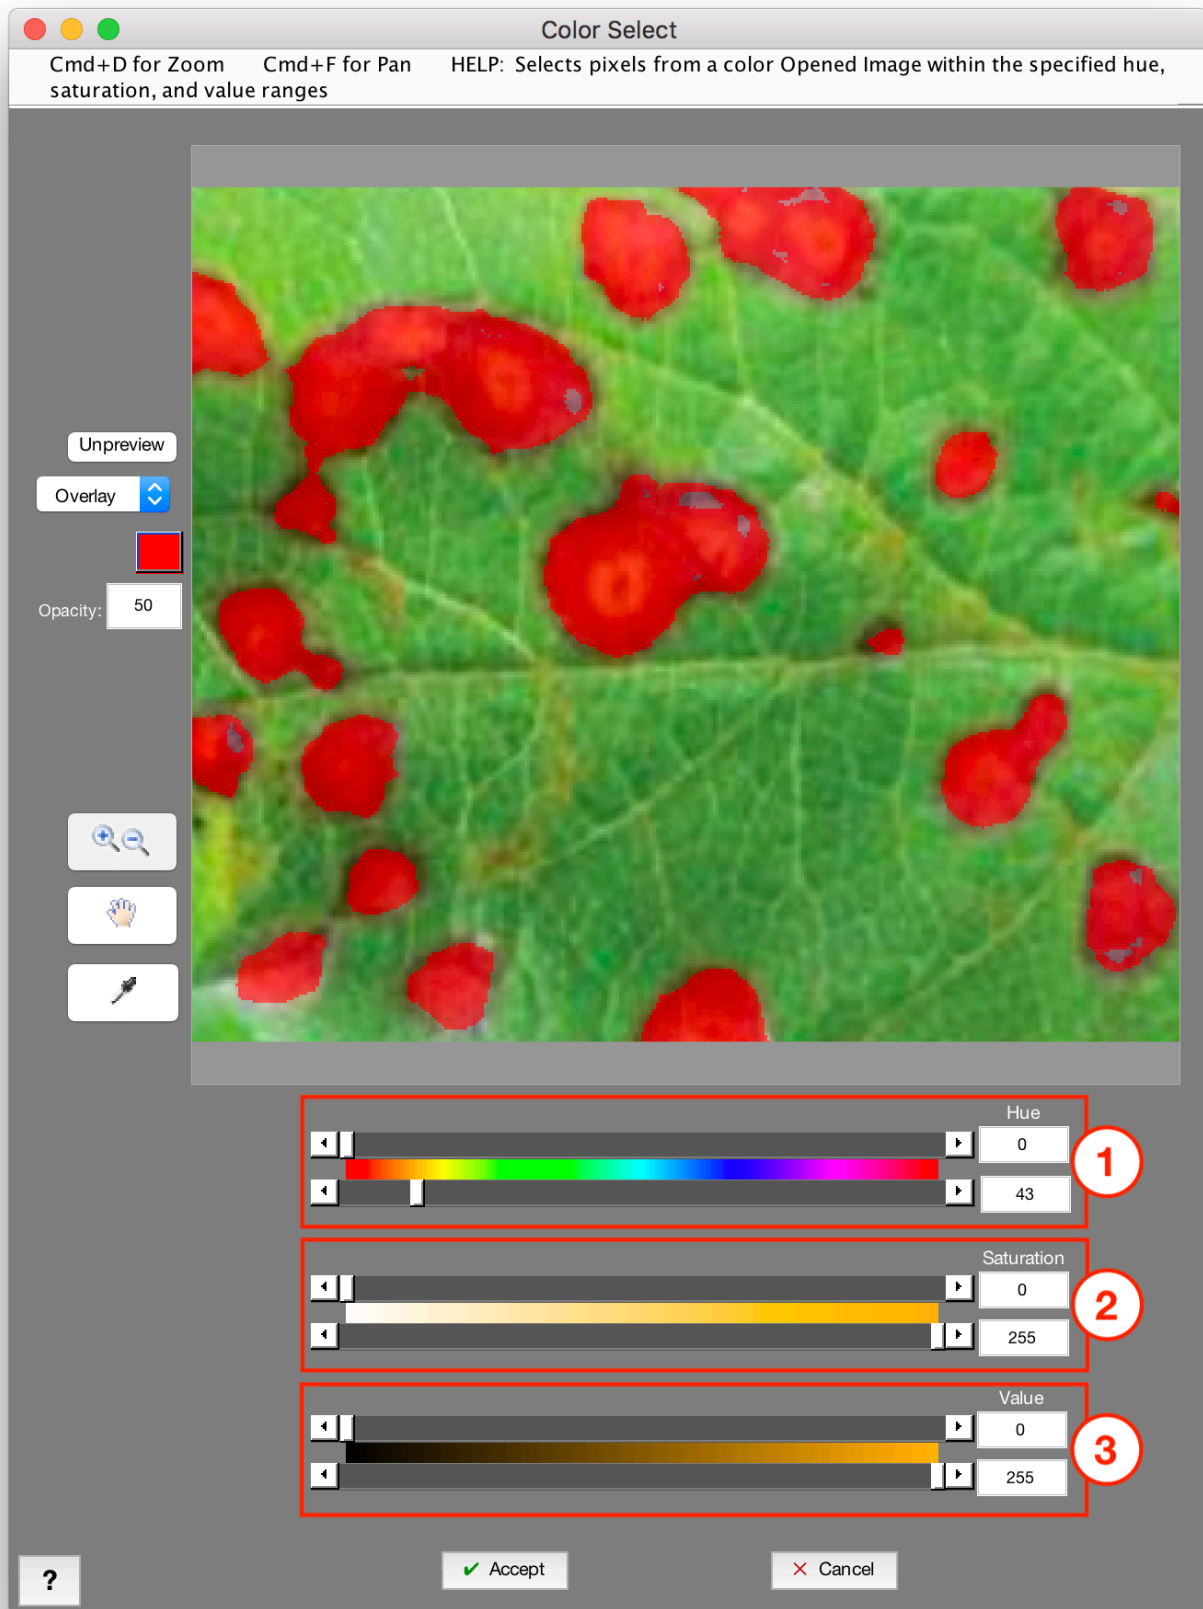 Color Select
Cmd+D for Zoom Cmd+F for Pan HELP: Selects pixels from a color Opened Image within the specified hue,
saturation, and value ranges
Unpreview
Overlay
Opacity: 50
Hue
0
1
43
Saturation
0
2
255
Value
0
3
255
? Accept Cancel